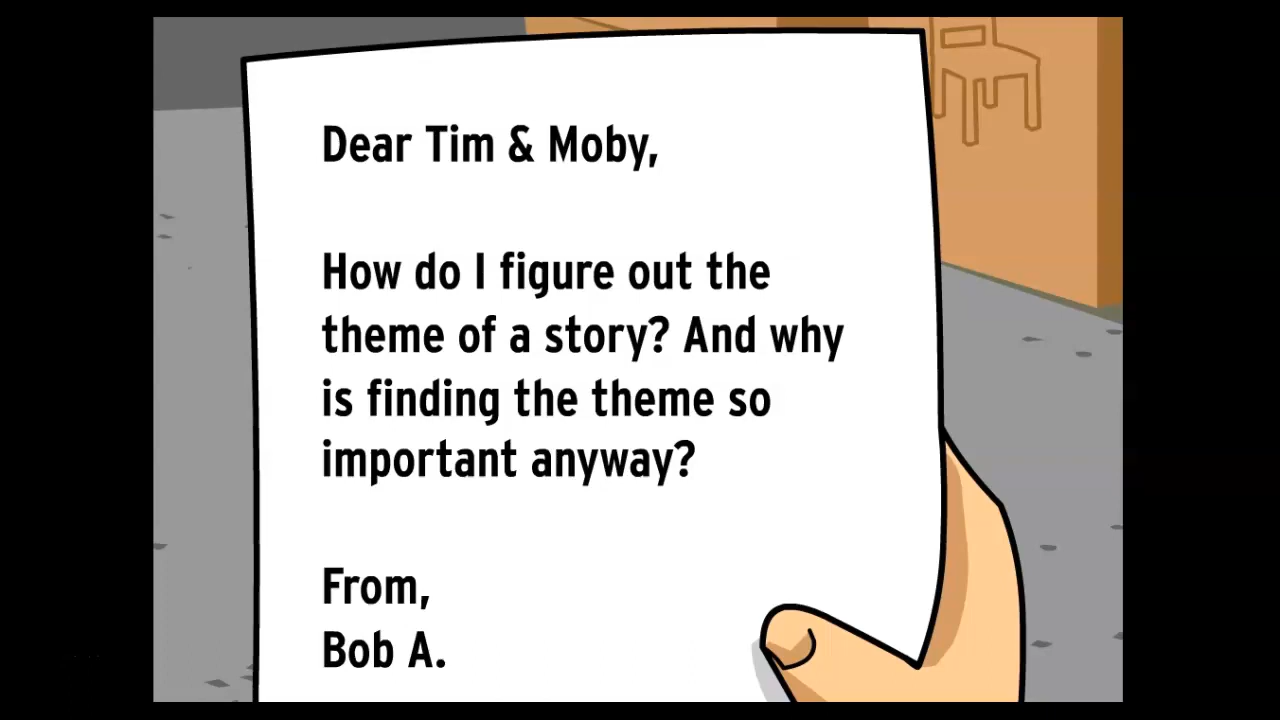 Dear Tim & Moby,
How do I figure out the
theme of a story? And why
is finding the theme so
important anyway?
From,
Bob A.